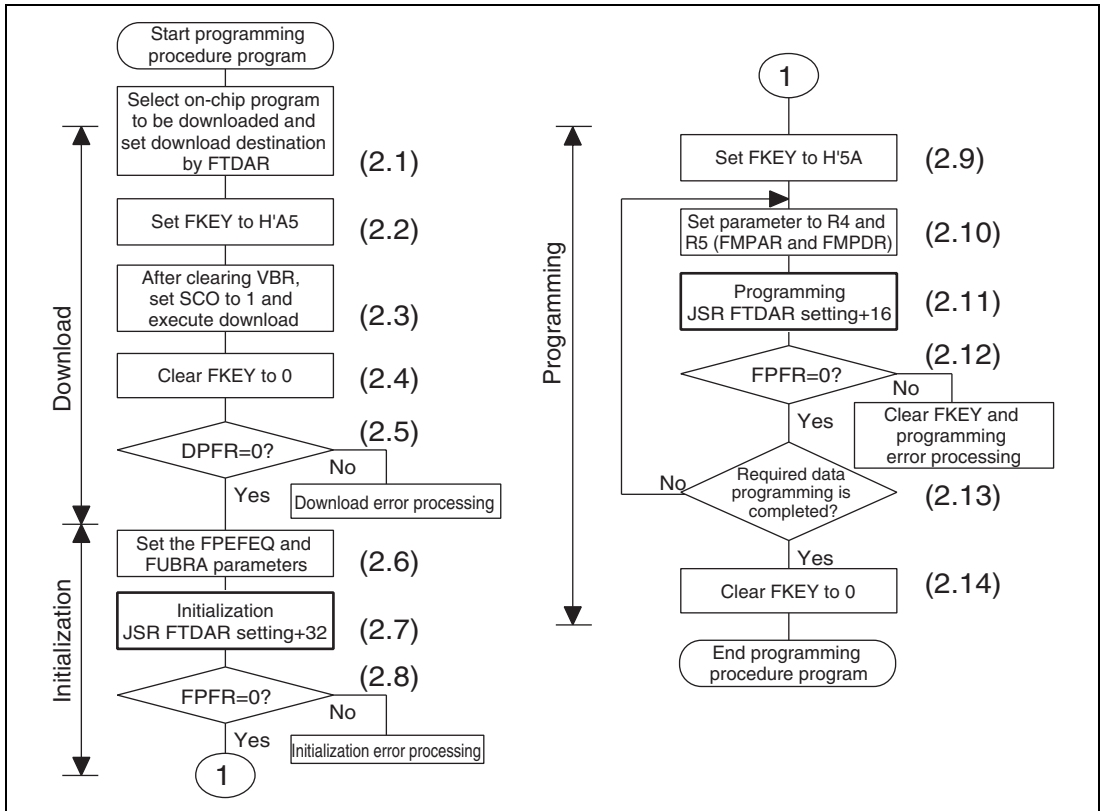 Start programming
procedure program
Select on-chip program
to be downloaded and
set download destination
by FTDAR
(2.1)
Set FKEY to H'A5
(2.2)
After clearing VBR,
set SCO to 1 and
execute download
(2.3)
Clear FKEY to 0
(2.4)
DPFR=0?
(2.5)
No
Yes
Download error processing
Download
Set the FPEFEQ and
FUBRA parameters
(2.6)
Initialization
JSR FTDAR setting+32
(2.7)
FPFR=0?
(2.8)
No
Yes
Initialization error processing
1
Initialization
1
Set FKEY to H'5A
(2.9)
Set parameter to R4 and
R5 (FMPAR and FMPDR)
(2.10)
Programming
JSR FTDAR setting+16
(2.11)
FPFR=0?
(2.12)
No
Yes
Clear FKEY and
programming
error processing
Required data
programming is
completed?
(2.13)
No
Yes
Clear FKEY to 0
(2.14)
End programming
procedure program
Programming